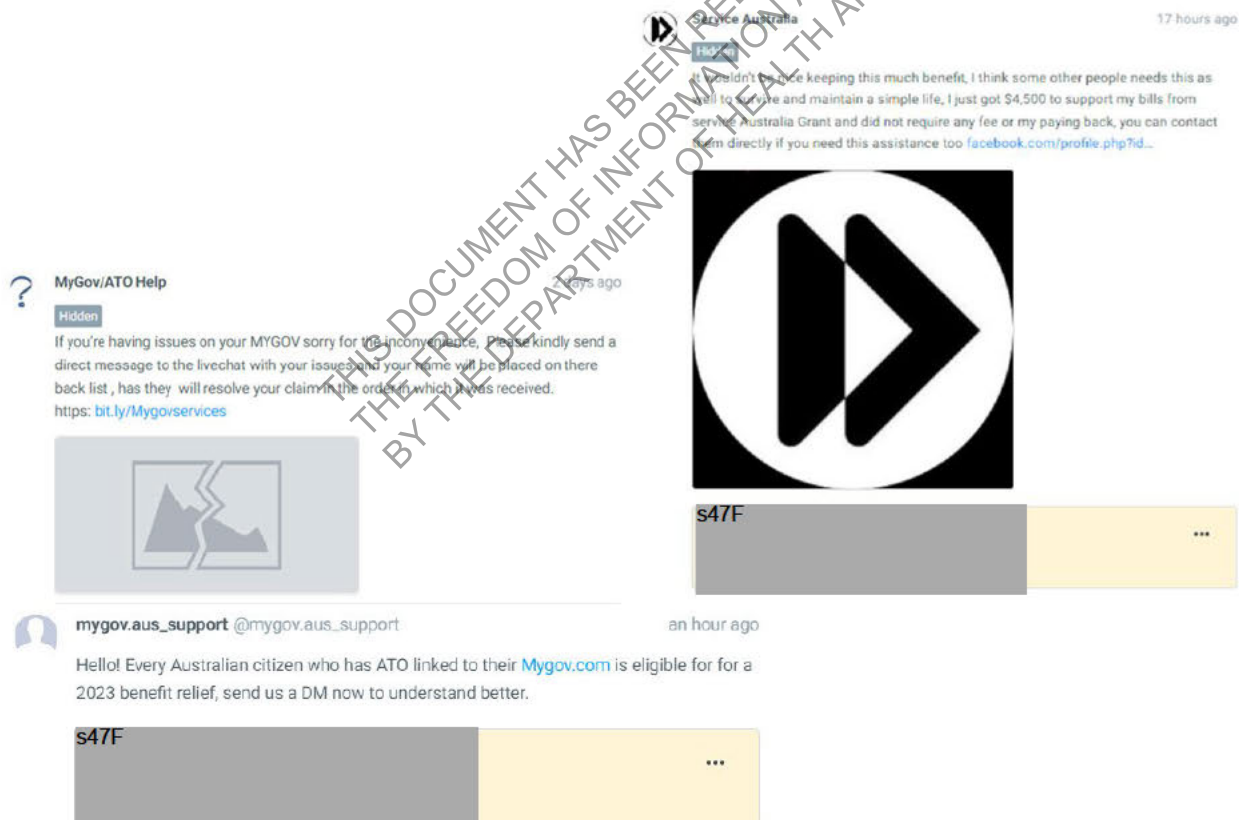 Service Australia
17 hours ago
Hidden
It wouldn't be nice keeping this much benefit, I think some other people needs this as
well to survive and maintain a simple life, I just got $4,500 to support my bills from
service Australia Grant and did not require any fee or my paying back, you can contact
them directly if you need this assistance too facebook.com/profile.php?id...
s47F
MyGov/ATO Help
2 days ago
Hidden
If you're having issues on your MYGOV sorry for the inconvenience, Please kindly send a
direct message to the livechat with your issues and your name will be placed on there
back list , has they will resolve your claim in the order in which it was received.
https: bit.ly/Mygovservices
mygov.aus_support @mygov.aus_support
an hour ago
Hello! Every Australian citizen who has ATO linked to their Mygov.com is eligible for for a
2023 benefit relief, send us a DM now to understand better.
s47F
THIS DOCUMENT HAS BEEN RE
THE FREEDOM OF INFORMATION A
BY THE DEPARTMENT OF HEALTH A